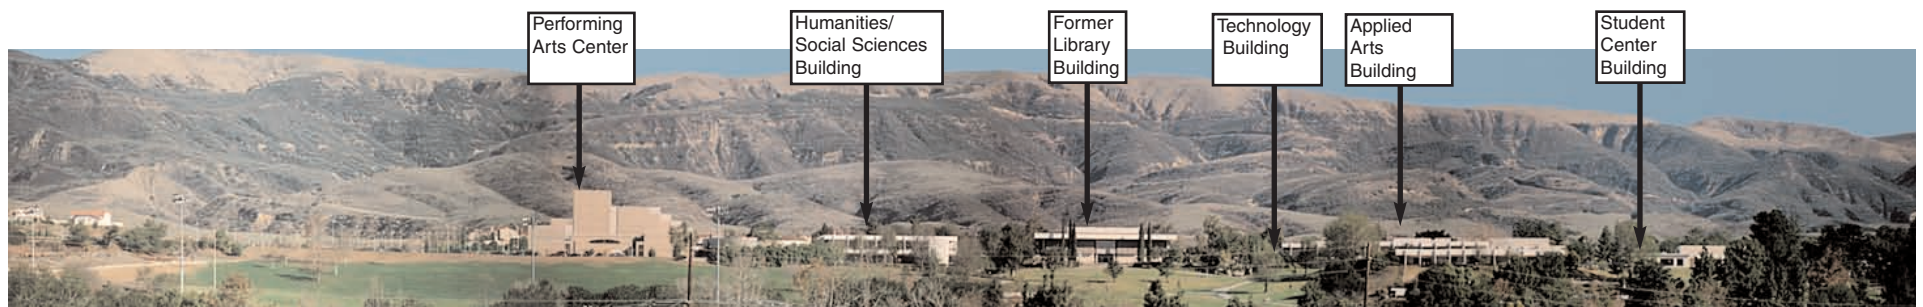 Performing
Arts Center
Humanities/
Social Sciences
Building
Former
Library
Building
Technology
Building
Applied
Arts
Building
Student
Center
Building